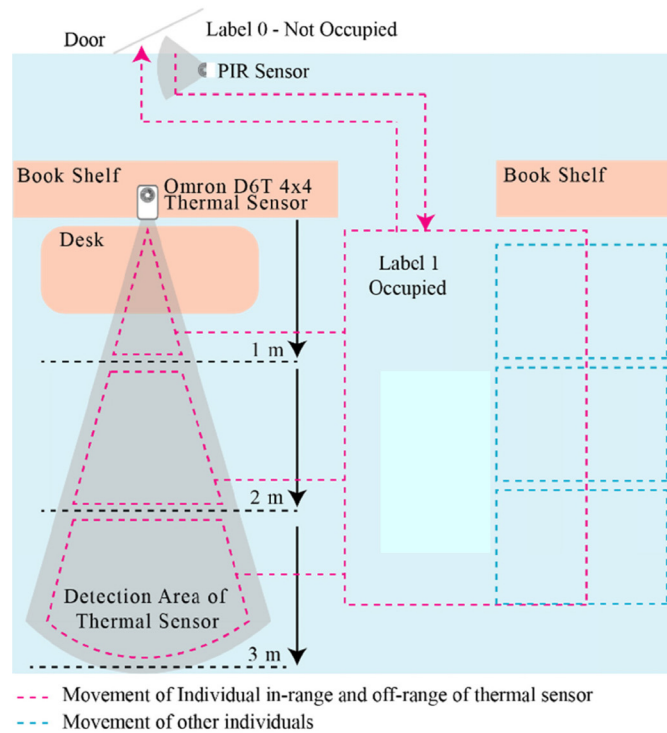 Label 0 - Not Occupied
Door
PIR Sensor
Book Shelf
Omron D6T 4x4
Thermal Sensor
Book Shelf
Desk
Label 1
Occupied
1 m
2 m
Detection Area of
Thermal Sensor
3 m
Movement of Individual in-range and off-range of thermal sensor
Movement of other individuals